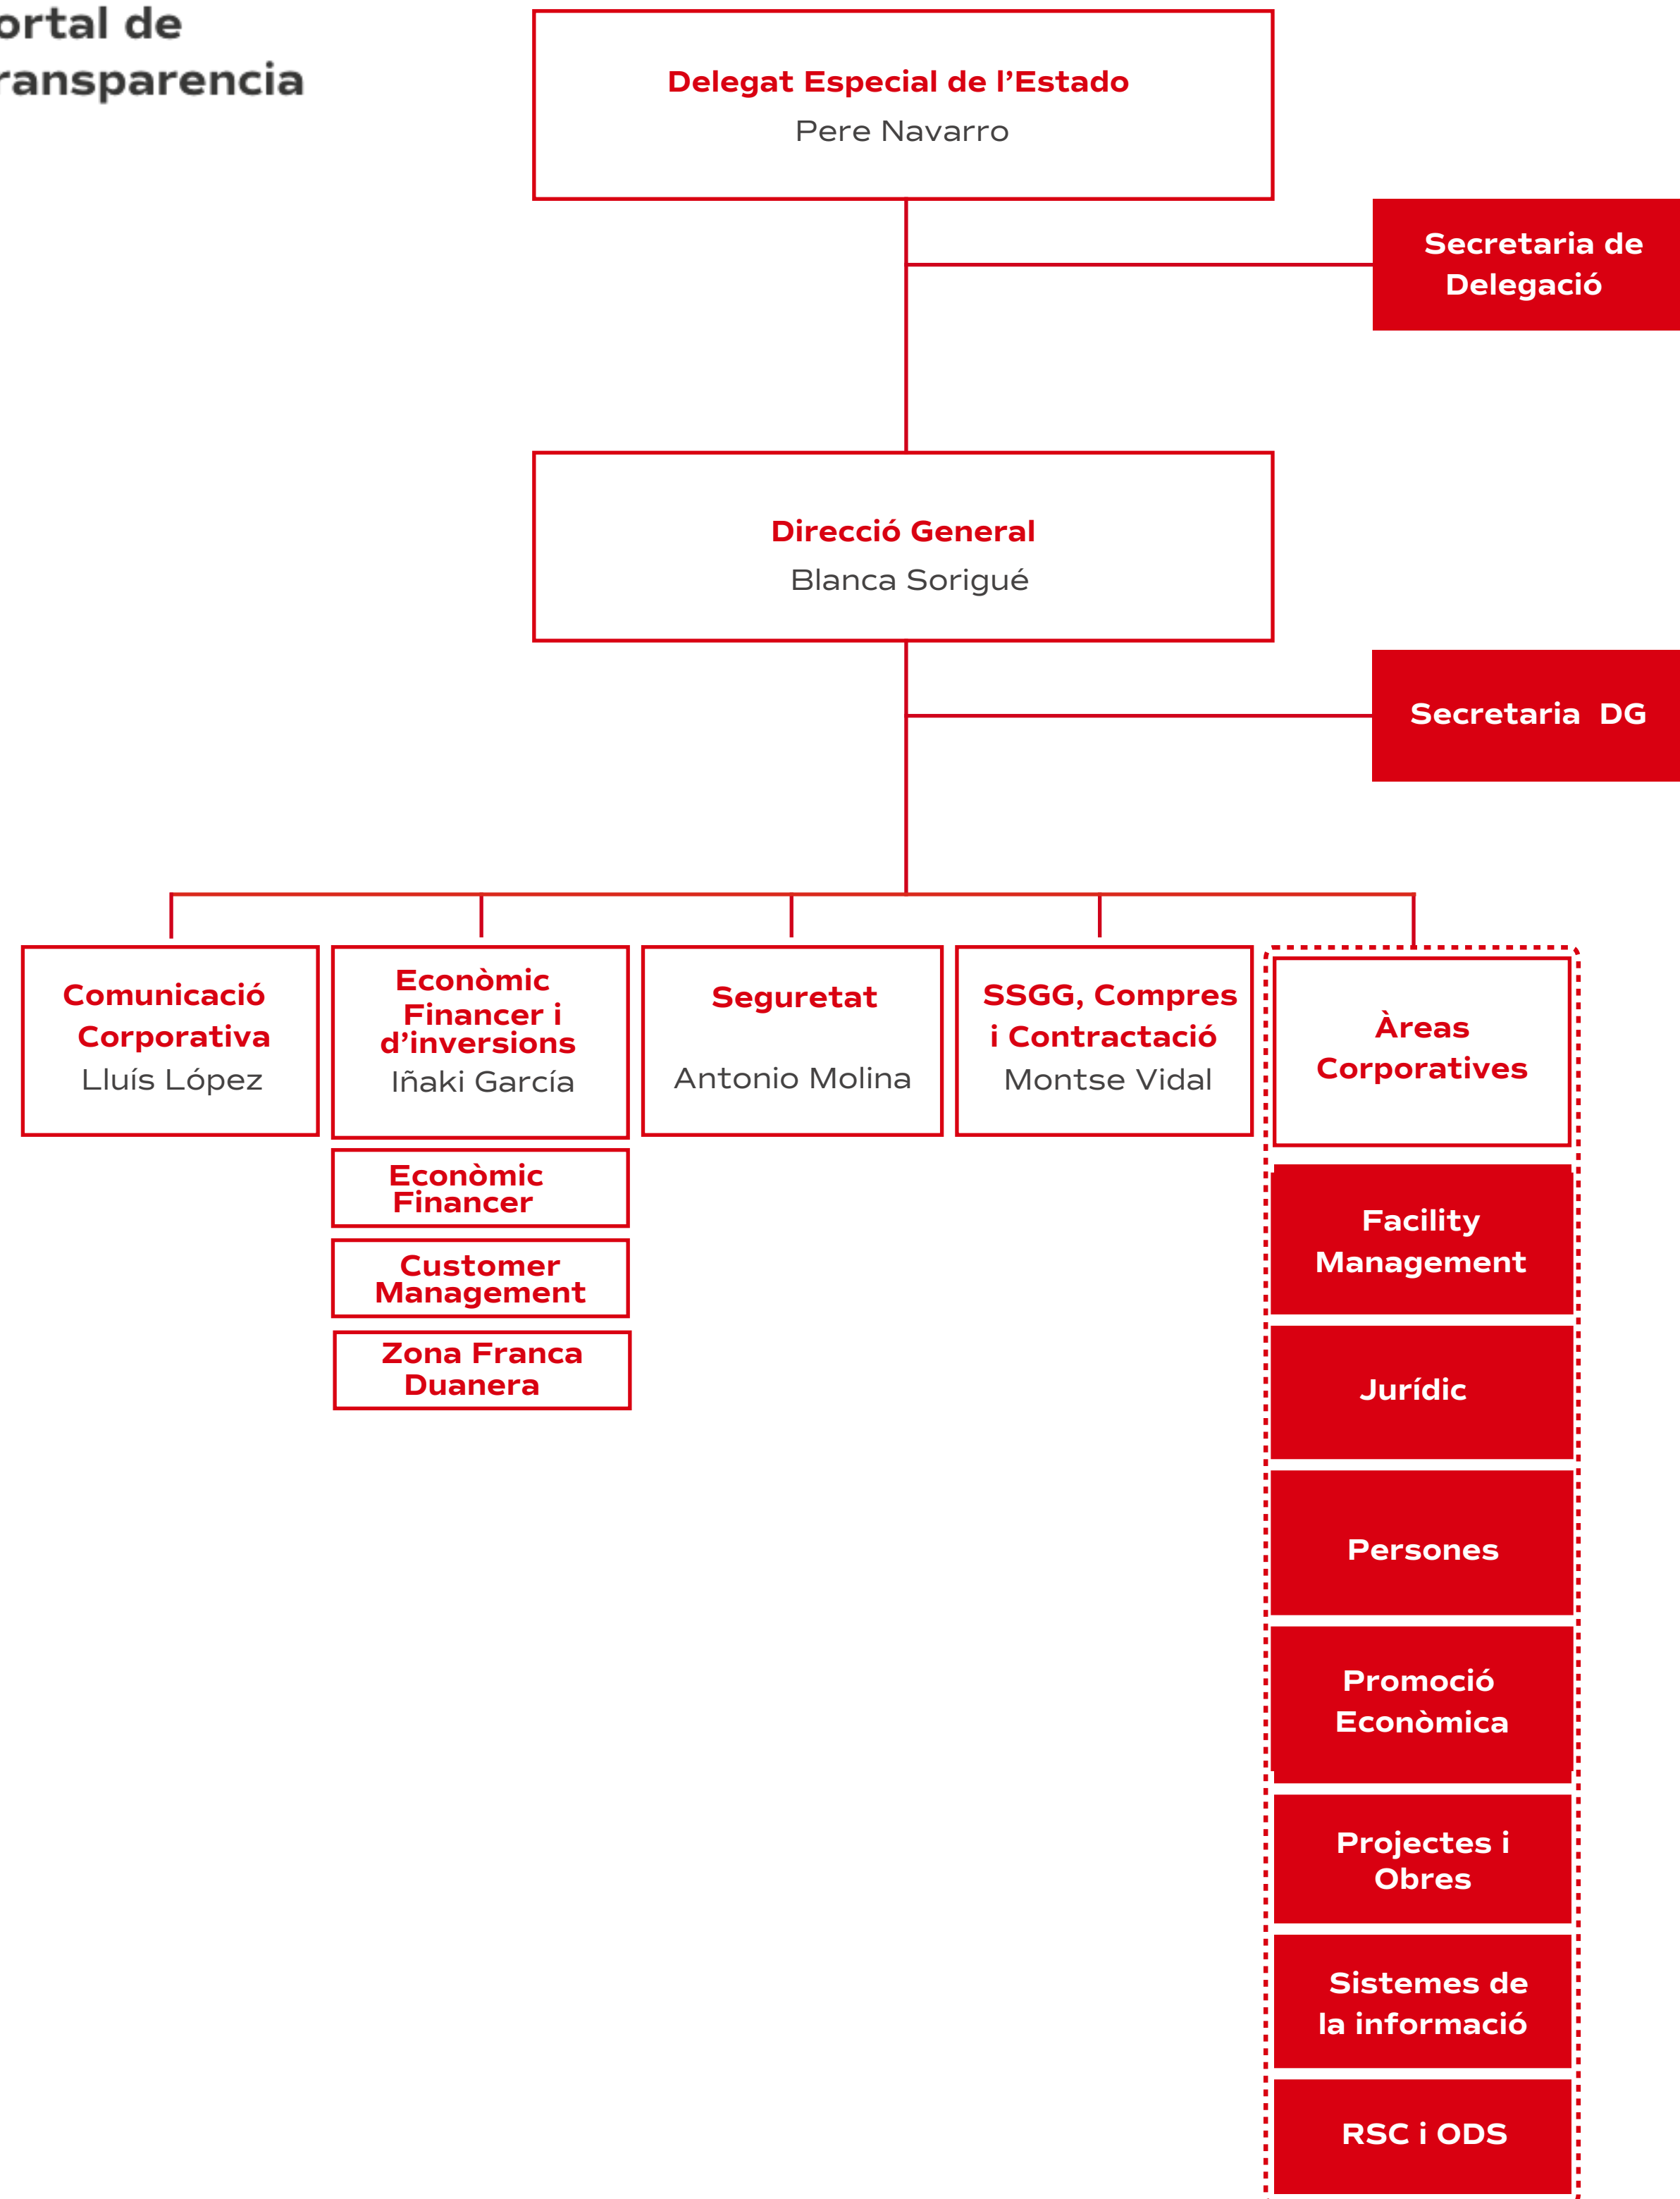 ortal de
ransparencia
Delegat Especial de l’Estado
Pere Navarro
Secretaria de
Delegació
Direcció General
Blanca Sorigué
Secretaria DG
Comunicació
Corporativa
Lluís López
Econòmic
Financer i
d’inversions
Iñaki García
Seguretat
Antonio Molina
SSGG, Compres
i Contractació
Montse Vidal
Àreas
Corporatives
Econòmic
Financer
Customer
Management
Zona Franca
Duanera
Facility
Management
Jurídic
Persones
Promoció
Econòmica
Projectes i
Obres
Sistemes de
la informació
RSC i ODS